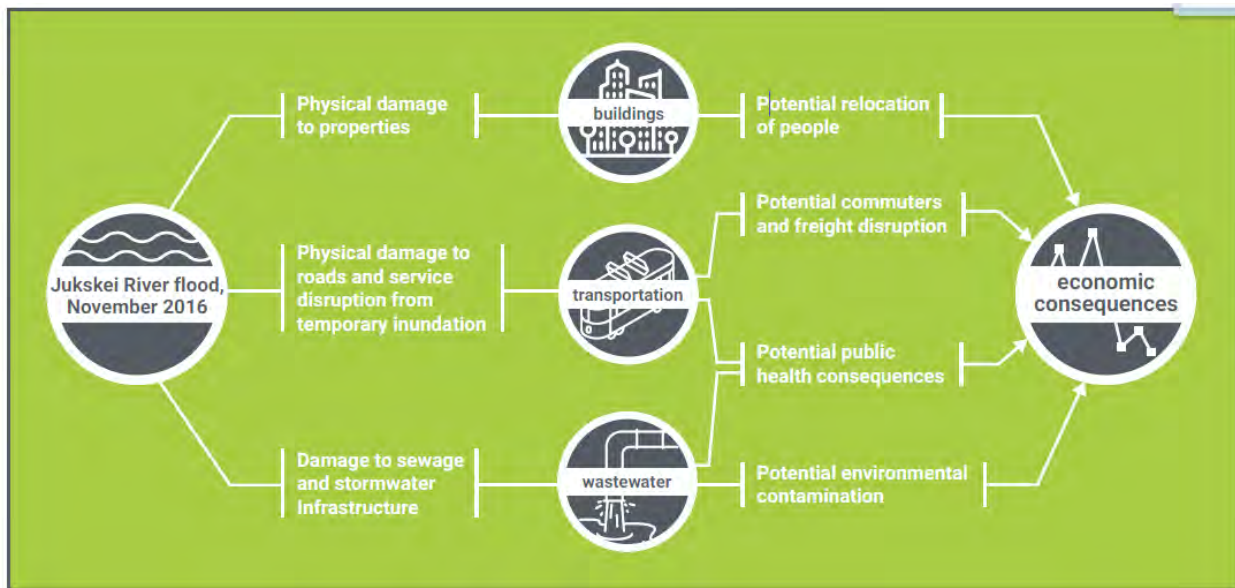 Jukskei River flood,
November 2016
Physical damage
to properties
buildings
Potential relocation
of people
Physical damage to
roads and service
disruption from
temporary inundation
transportation
Potential commuters
and freight disruption
Potential public
health consequences
Damage to sewage
and stormwater
Infrastructure
wastewater
Potential environmental
contamination
economic
consequences